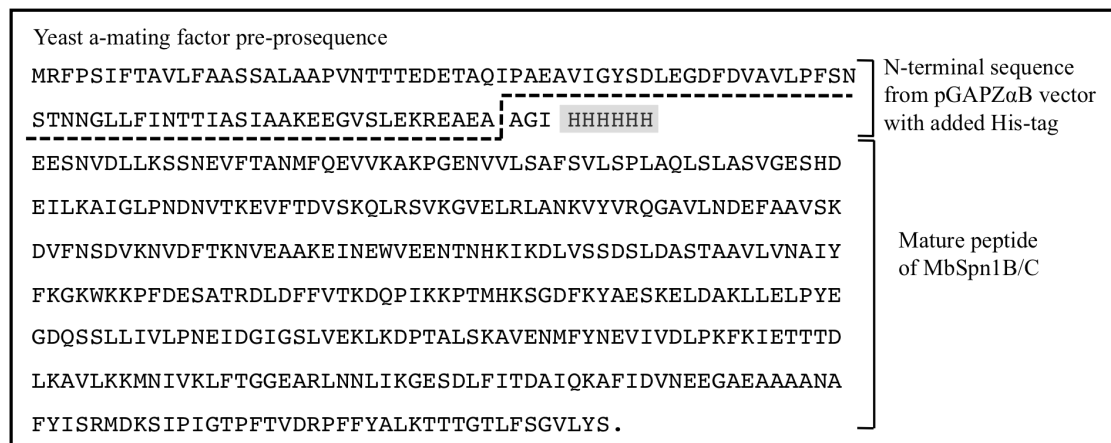 Yeast a-mating factor pre-prosequence
MRFPSIFTAVLFAASSALAAPVNTTTEDETAQIPAEAVIGYSDLEGDFDVAVLPFSN
STNNGLLFINTTIASIAAKEEGVSLEKREAEA AGI HHHHHH
N-terminal sequence
from pGAPZαB vector
with added His-tag
EESNVDLLKSSNEVFTANMFQEVVKAKPGENVVLSAFSVLSPLAQLSLASVGESHD
EILKAIGLPNDNVTKEVFTDVSKQLRSVKGVELRLANKVYVRQGAVLNDEFAAVSK
DVFNSDVKNVDFTKNVEAAKEINEWVEENTNHKIKDLVSSDSLDASTAAVLVNAIY
FKGKWKKPFDESATRDLDFFVTKDQPIKKPTMHKSGDFKYAESKELDAKLLELPYE
GDQSSLLIVLPNEIDGIGSLVEKLKDPTALSKAVENMFYNEVIVDLPKFKIETTTD
LKAVLKKMNIVKLFTGGEARLNNLIKGESDLFITDAIQKAFIDVNEEGAEAAAANA
FYISRMDKSIPIGTPFTVDRPFFYALKTTTGTLFSGVLYS.
Mature peptide
of MbSpn1B/C